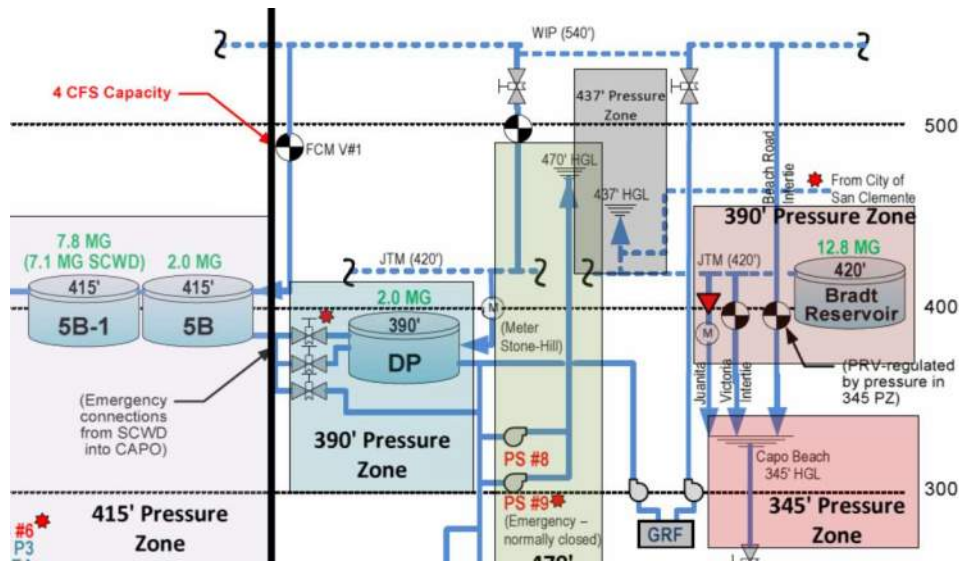 WIP (540')
4 CFS Capacity
437' Pressure
Zone
500
FCM V#1
470' HGL
Beach Road
Intertie
From City of
San Clemente
437' HGL
390' Pressure Zone
7.8 MG
(7.1 MG SCWD)
2.0 MG
12.8 MG
JTM (420')
JTM (420')
420'
415'
415'
2.0 MG
400
5B-1
5B
390'
M
(Meter
Stone-Hill)
M
Bradt
Reservoir
DP
(PRV-regulated
by pressure in
345 PZ)
Juanita
Victoria
Intertie
(Emergency
connections
from SCWD
into CAPO)
390' Pressure
Zone
PS #8
Capo Beach
345' HGL
PS #9
300
415' Pressure
Zone
(Emergency –
normally closed)
GRF
345' Pressure
Zone
#6
P3
470'